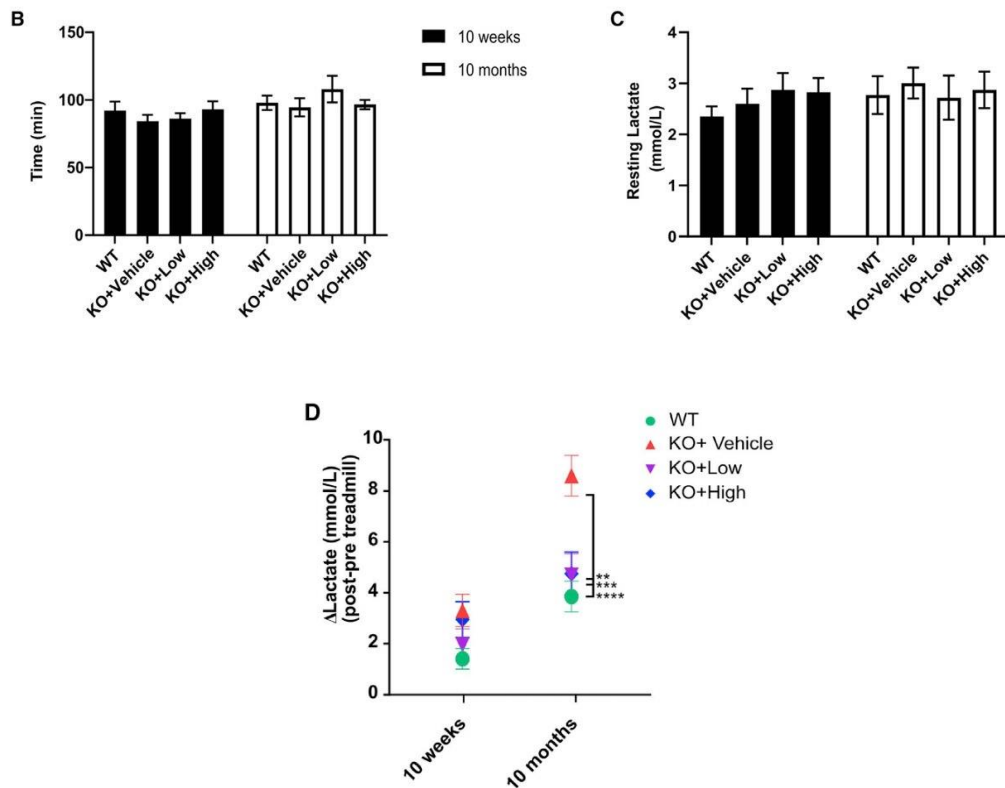 B
150
100
50
0
Time (min)
WT
KO+Vehicle
KO+Low
KO+High
WT
KO+Vehicle
KO+Low
KO+High
10 weeks
10 months
C
4
3
2
1
0
Resting Lactate
(mmol/L)
WT
KO+Vehicle
KO+Low
KO+High
WT
KO+Vehicle
KO+Low
KO+High
D
10
8
6
4
2
0
ΔLactate (mmol/L)
(post-pre treadmill)
**
***
****
10 weeks
10 months
WT
KO+ Vehicle
KO+Low
KO+High